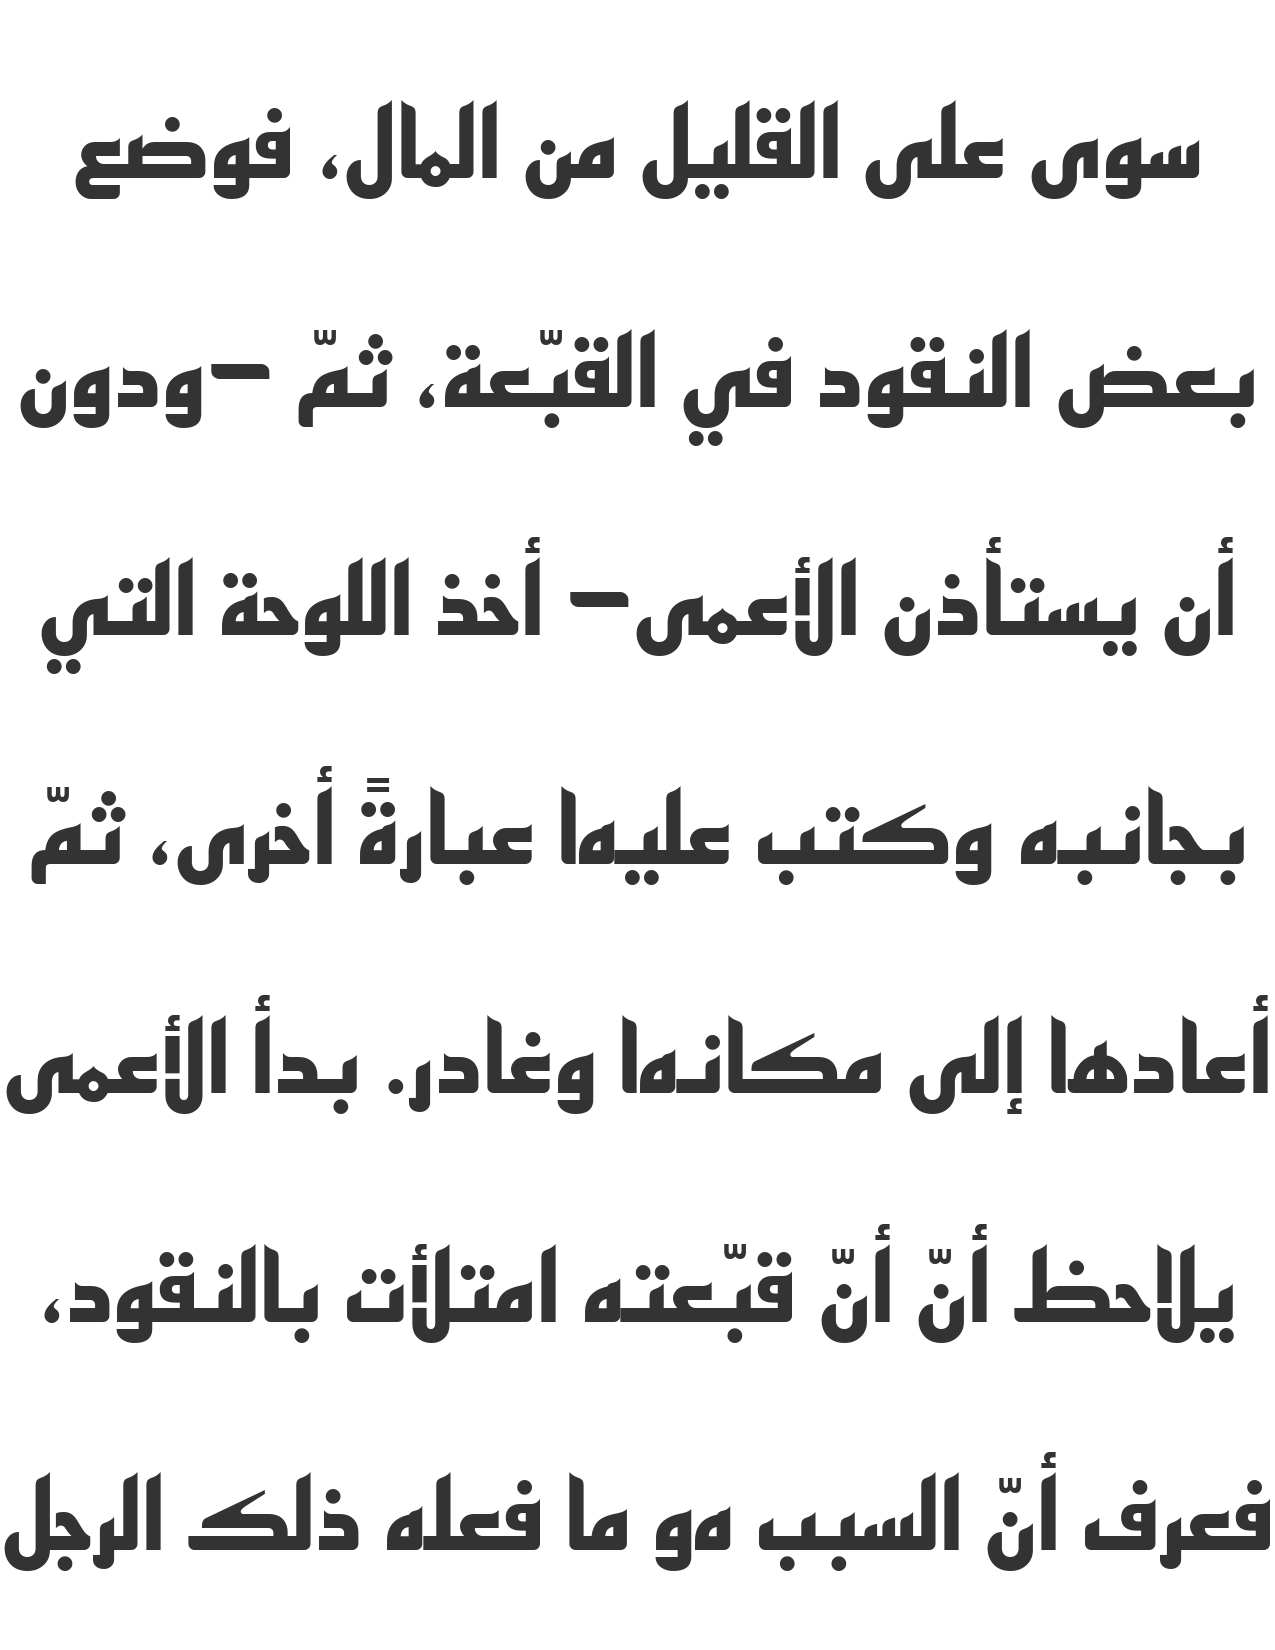 سوى على القليل من المال، فوضع
بعض النقود في القبّعة، ثمّ –ودون
أن يستأذن الأعمى– أخذ اللوحة التي
بجانبه وكتب عليها عبارةً أخرى، ثمّ
أعادها إلى مكانها وغادر. بدأ الأعمى
يلاحظ أنّ أنّ قبّعته امتلأت بالنقود،
فعرف أنّ السبب هو ما فعله ذلك الرجل